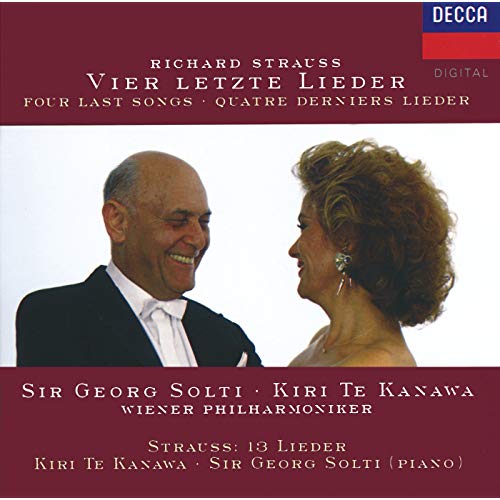 DECCA
DIGITAL
RICHARD STRAUSS
VIER LETZTE LIEDER
FOUR LAST SONGS · QUATRE DERNIERS LIEDER
SIR GEORG SOLTI · KIRI TE KANAWA
WIENER PHILHARMONIKER
STRAUSS: 13 LIEDER
KIRI TE KANAWA · SIR GEORG SOLTI (PIANO)